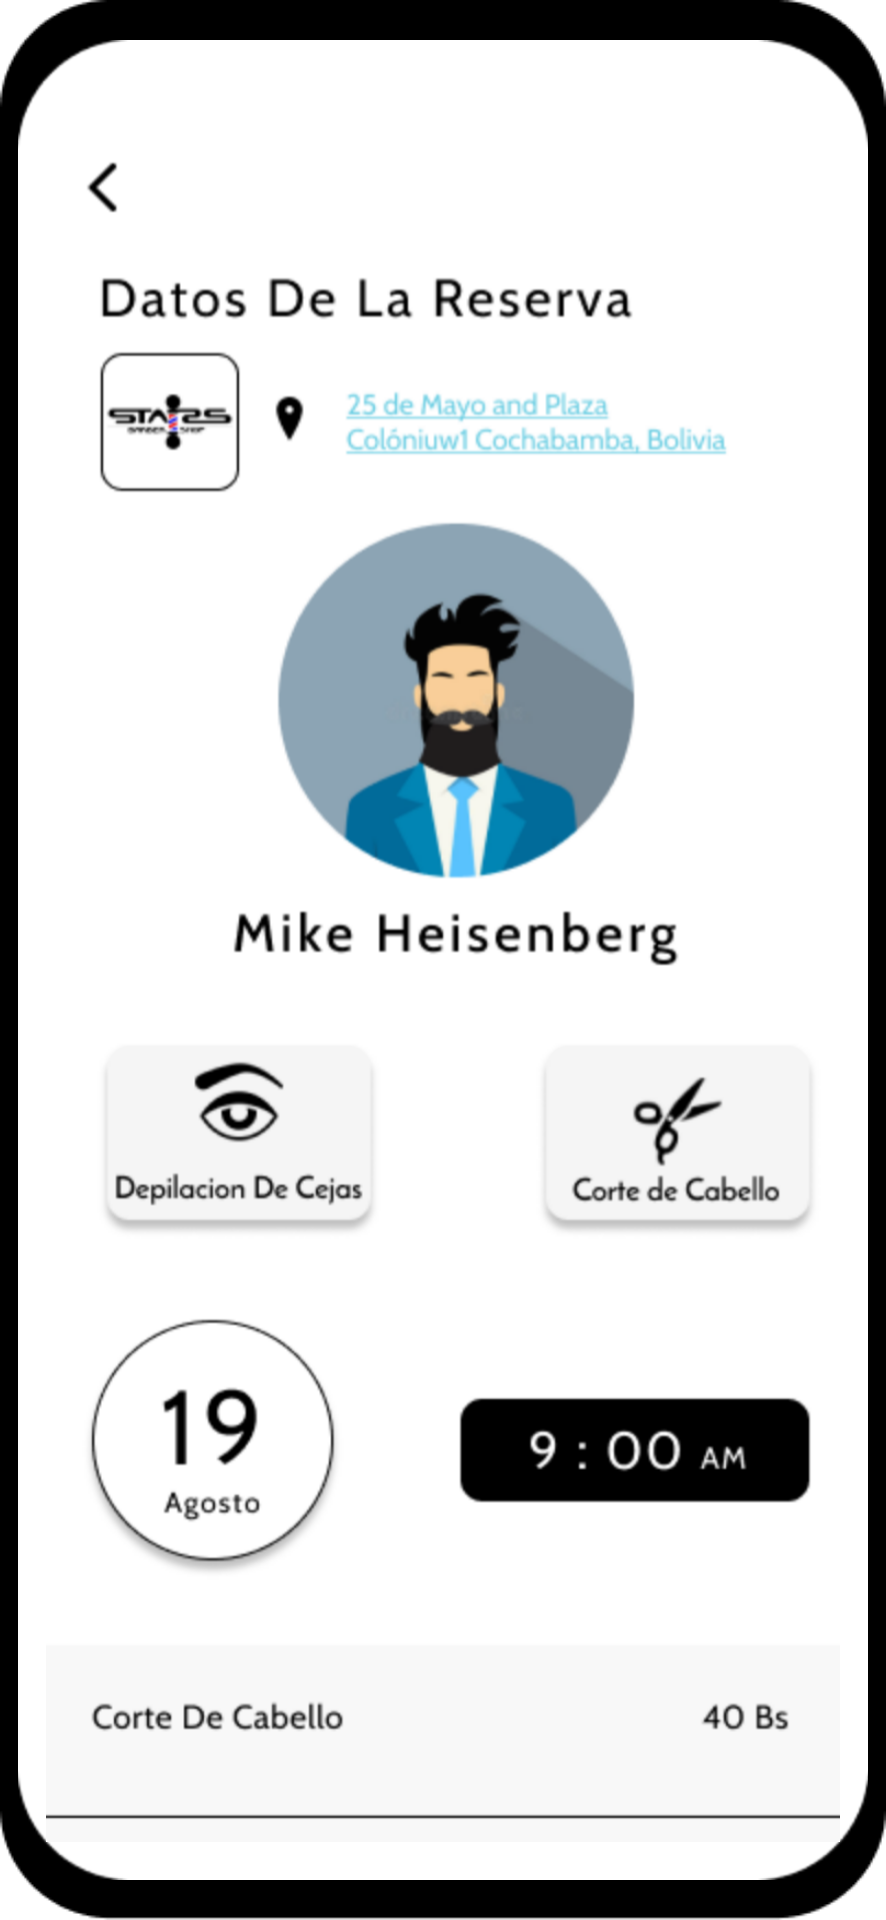 Datos De La Reserva
STARS
BARBER SHOP
25 de Mayo and Plaza
Colóniuw1 Cochabamba, Bolivia
Mike Heisenberg
Depilacion De Cejas
Corte de Cabello
19
Agosto
9 : 00 AM
Corte De Cabello
40 Bs